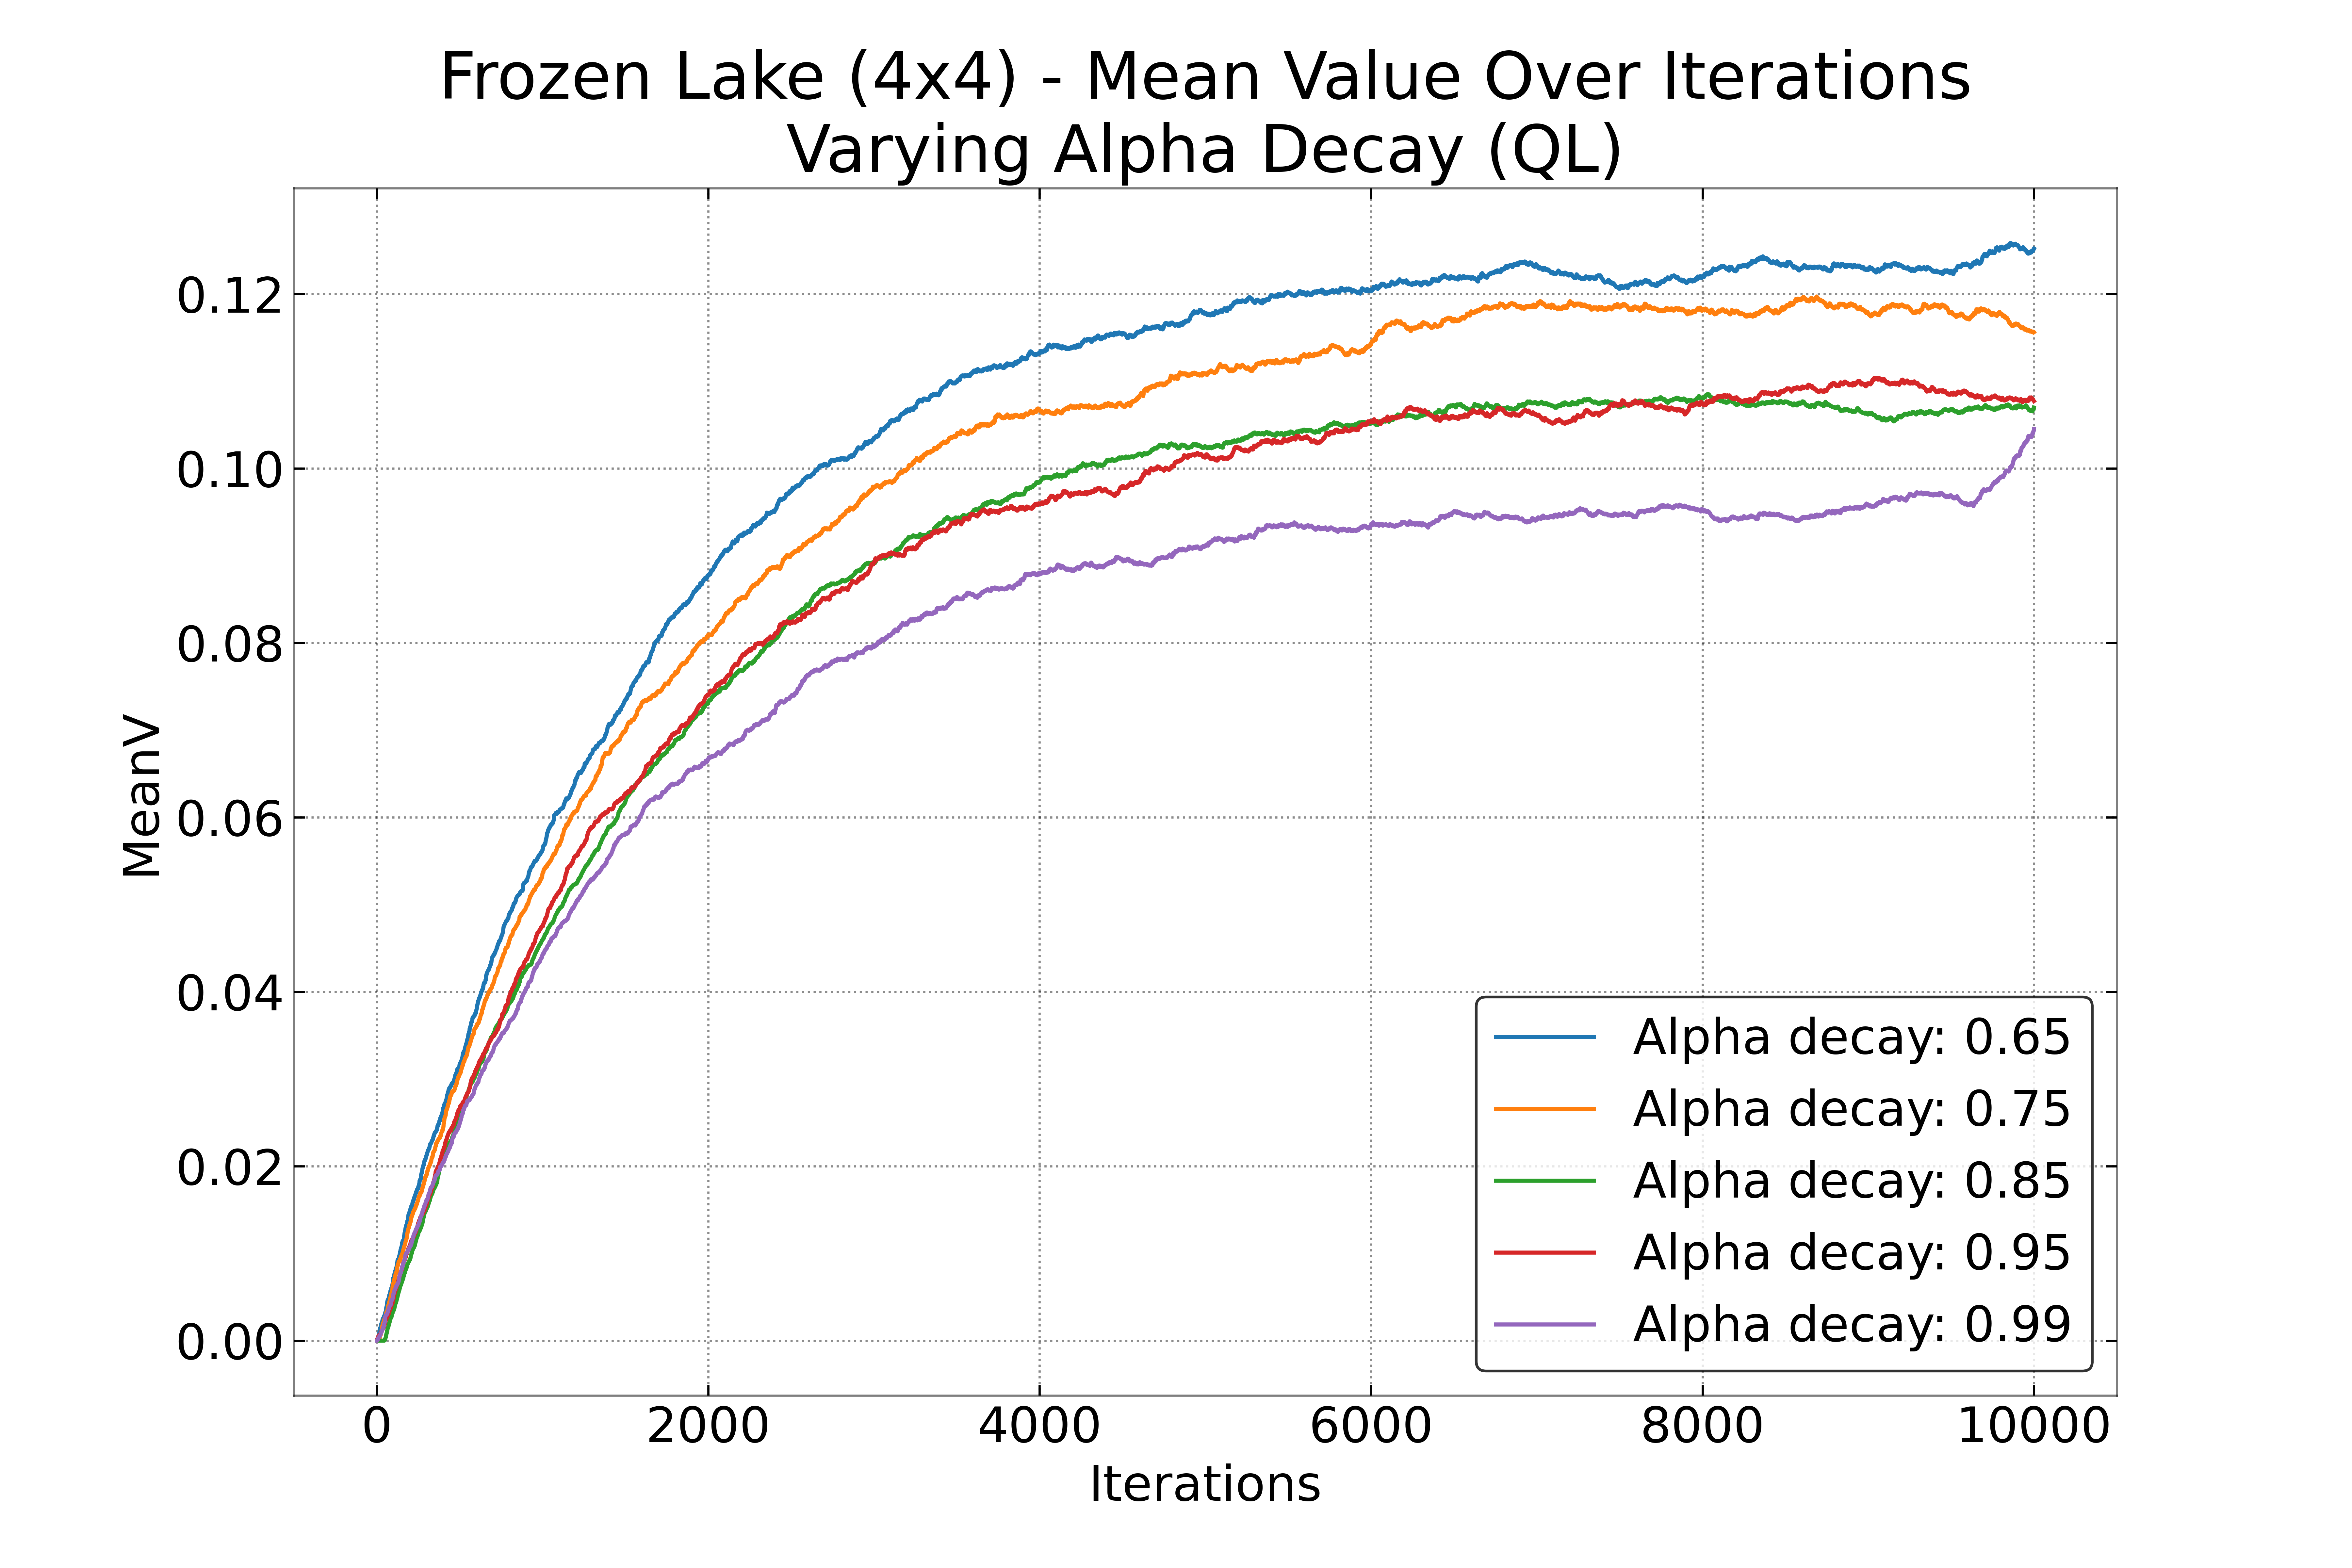 Frozen Lake (4x4) - Mean Value Over Iterations
Varying Alpha Decay (QL)
MeanV
0.12
0.10
0.08
0.06
0.04
0.02
0.00
Alpha decay: 0.65
Alpha decay: 0.75
Alpha decay: 0.85
Alpha decay: 0.95
Alpha decay: 0.99
0 2000 4000 6000 8000 10000
Iterations